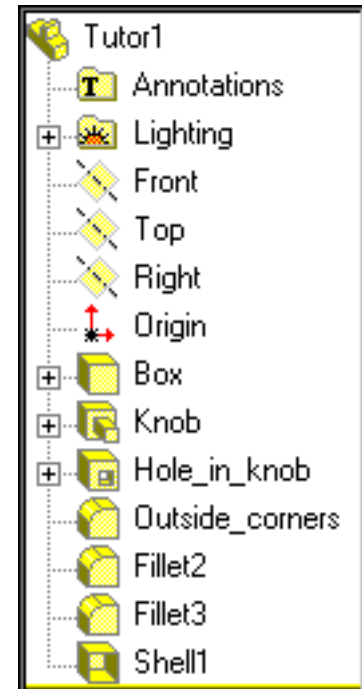 Tutor1
T Annotations
Lighting
Front
Top
Right
Origin
Box
Knob
Hole_in_knob
Outside_corners
Fillet2
Fillet3
Shell1